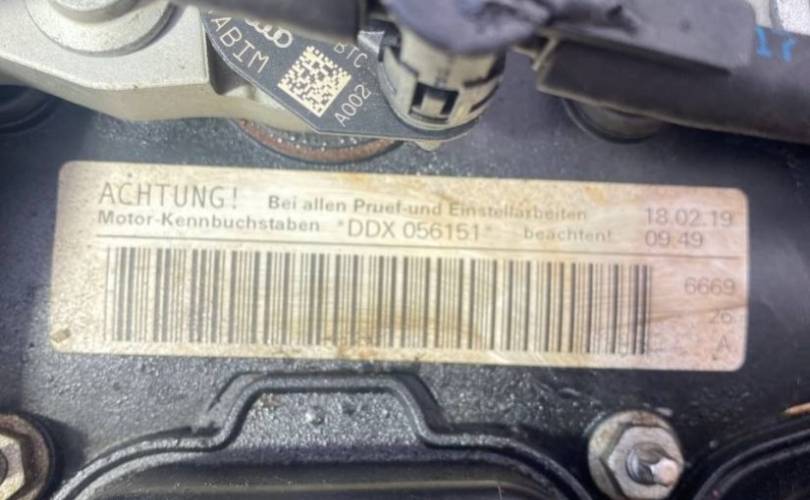 ABIM
BTC
A002
ACHTUNG! Bei allen Pruef-und Einstellarbeiten 18.02.19
Motor-Kennbuchstaben *DDX 056151* beachten! 09:49
6669
26
A